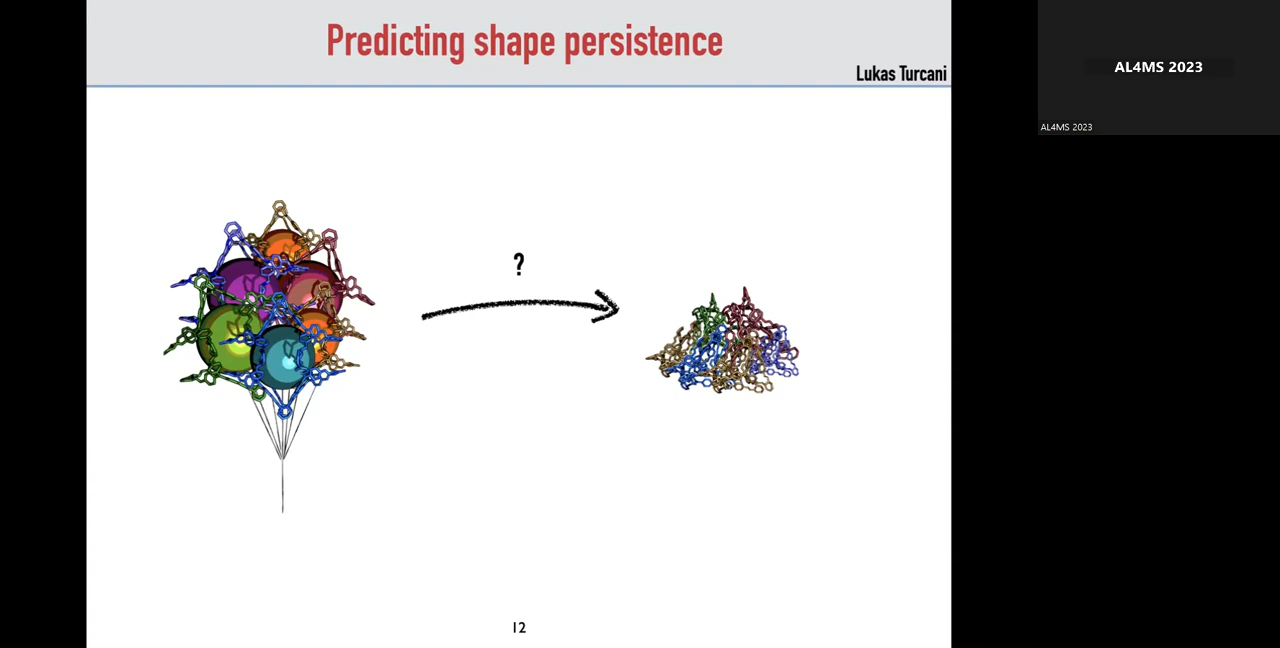 Predicting shape persistence
Lukas Turcani
?
12
AL4MS 2023
AL4MS 2023